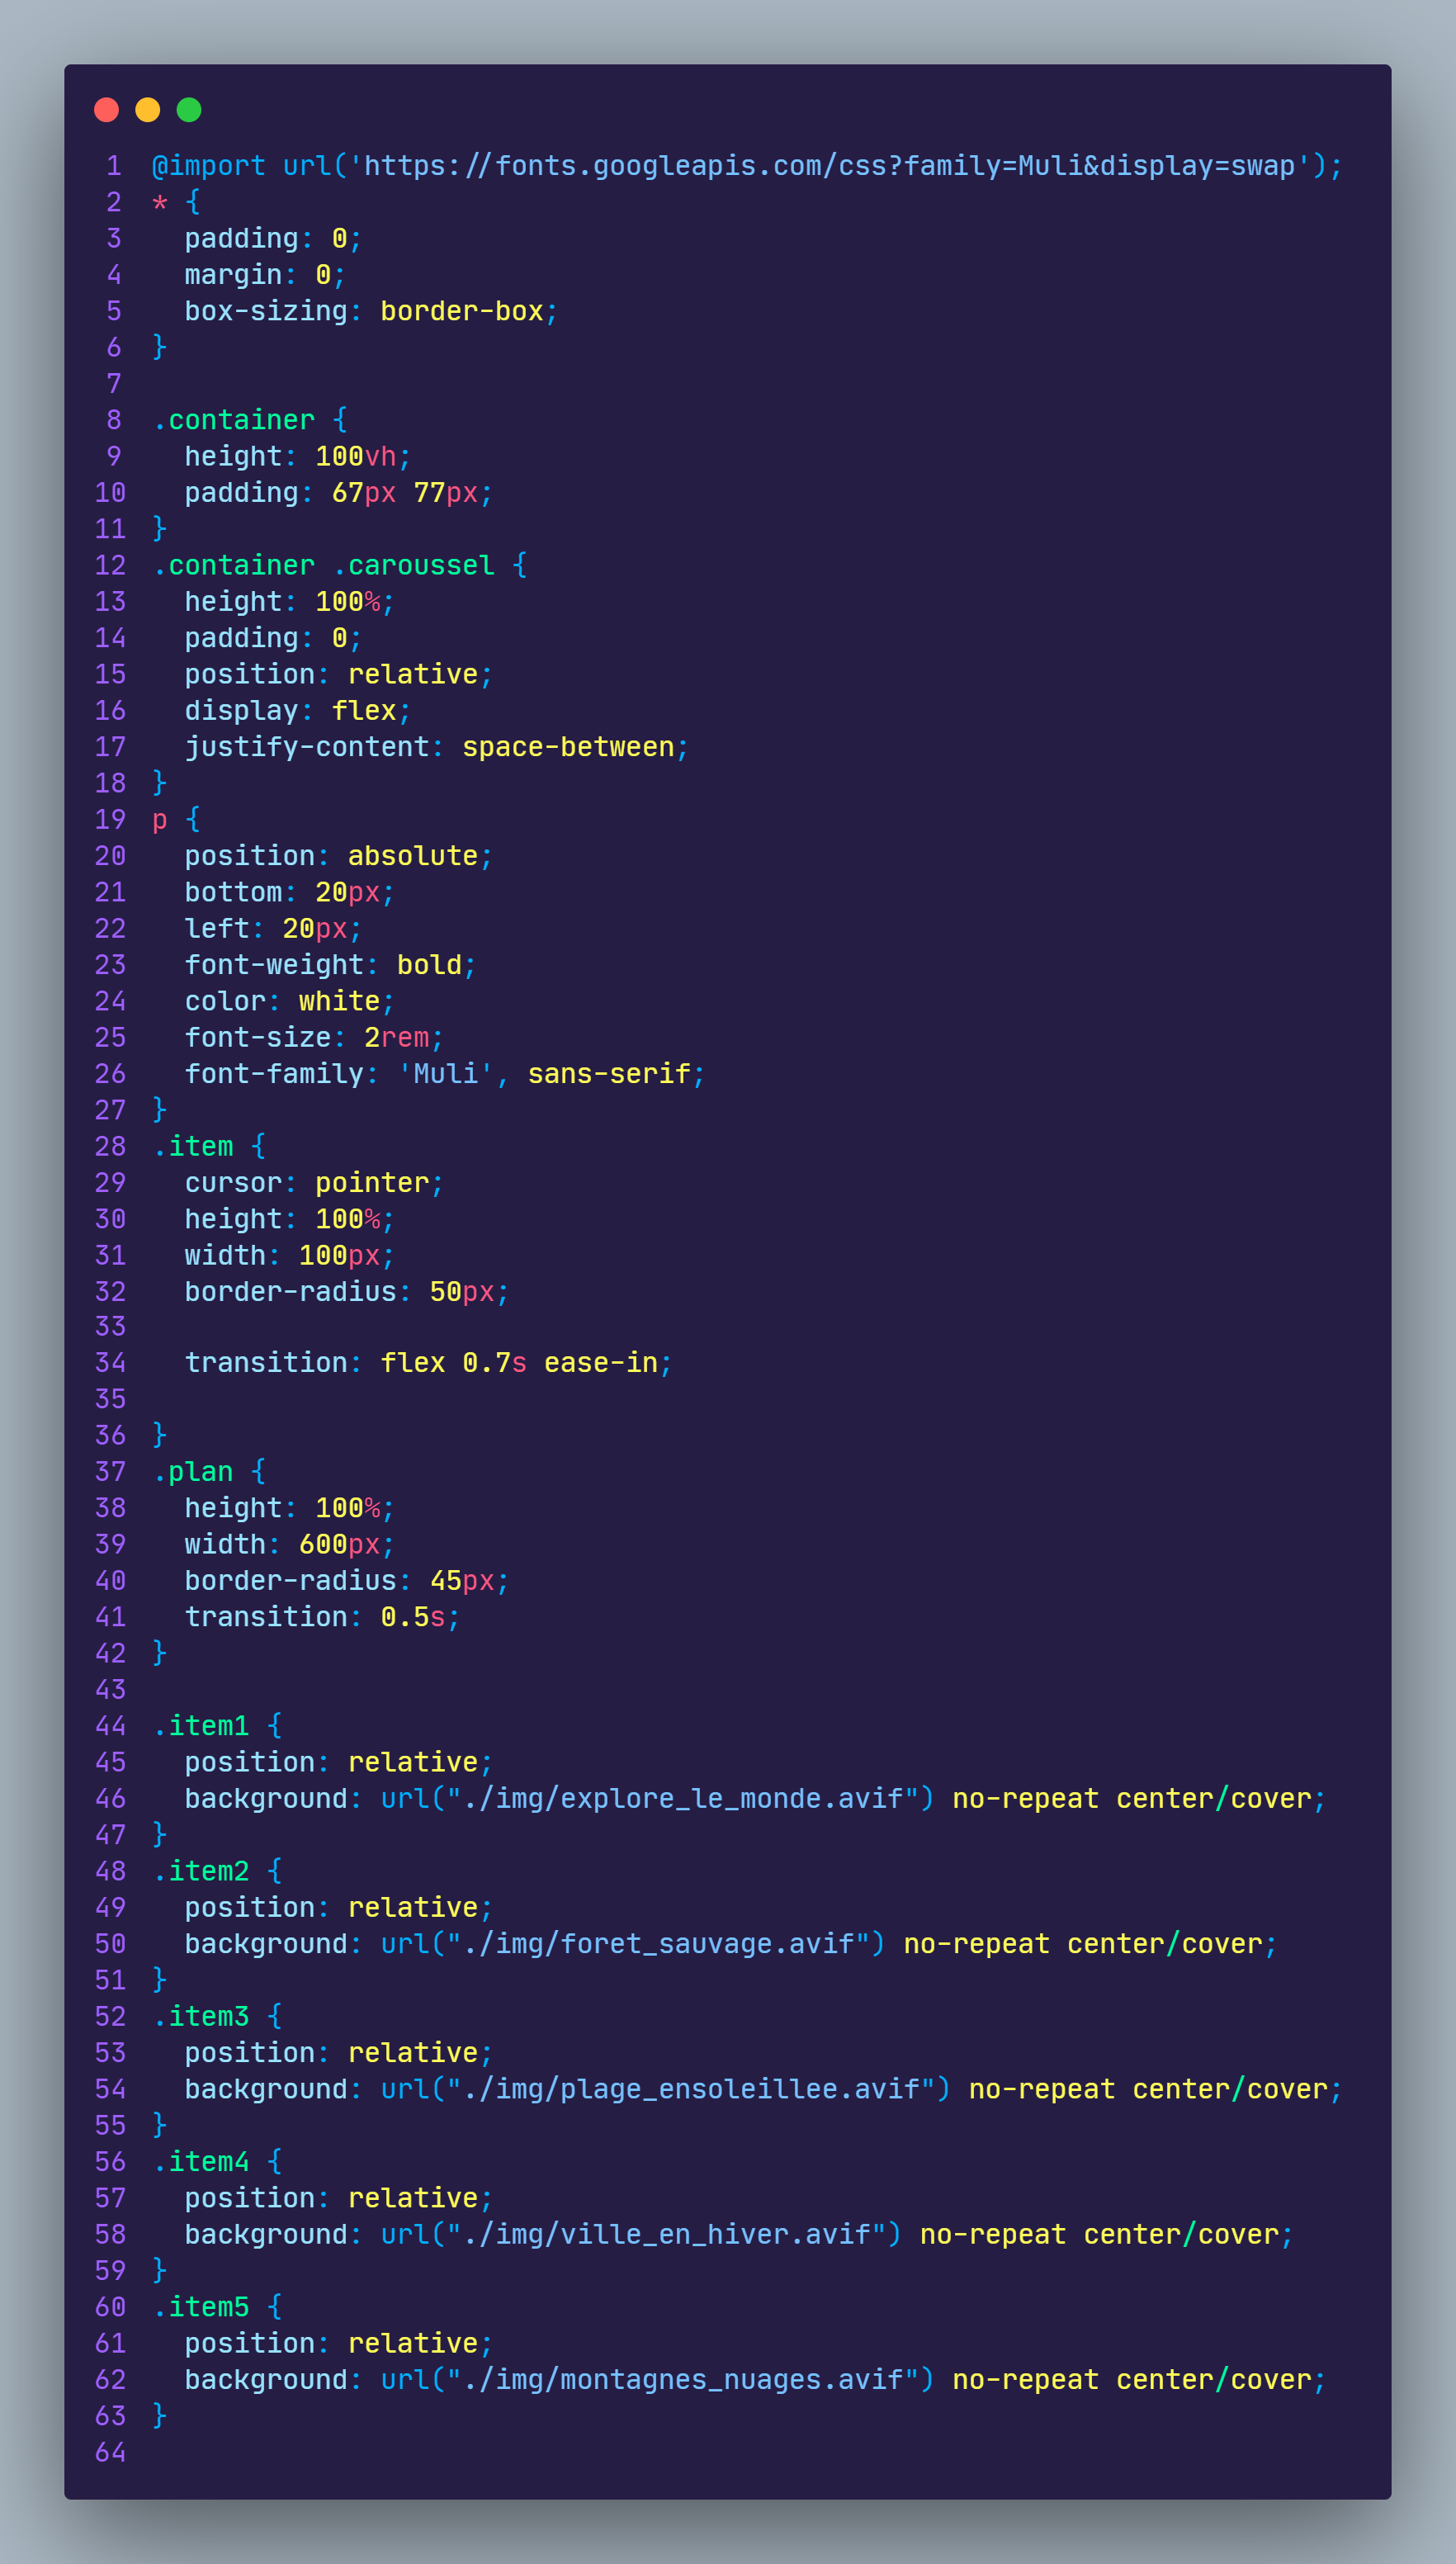 1 @import url('https://fonts.googleapis.com/css?family=Muli&display=swap');
2 * {
3   padding: 0;
4   margin: 0;
5   box-sizing: border-box;
6 }
7
8 .container {
9   height: 100vh;
10   padding: 67px 77px;
11 }
12 .container .caroussel {
13   height: 100%;
14   padding: 0;
15   position: relative;
16   display: flex;
17   justify-content: space-between;
18 }
19 p {
20   position: absolute;
21   bottom: 20px;
22   left: 20px;
23   font-weight: bold;
24   color: white;
25   font-size: 2rem;
26   font-family: 'Muli', sans-serif;
27 }
28 .item {
29   cursor: pointer;
30   height: 100%;
31   width: 100px;
32   border-radius: 50px;
33
34   transition: flex 0.7s ease-in;
35
36 }
37 .plan {
38   height: 100%;
39   width: 600px;
40   border-radius: 45px;
41   transition: 0.5s;
42 }
43
44 .item1 {
45   position: relative;
46   background: url("./img/explore_le_monde.avif") no-repeat center/cover;
47 }
48 .item2 {
49   position: relative;
50   background: url("./img/foret_sauvage.avif") no-repeat center/cover;
51 }
52 .item3 {
53   position: relative;
54   background: url("./img/plage_ensoleillee.avif") no-repeat center/cover;
55 }
56 .item4 {
57   position: relative;
58   background: url("./img/ville_en_hiver.avif") no-repeat center/cover;
59 }
60 .item5 {
61   position: relative;
62   background: url("./img/montagnes_nuages.avif") no-repeat center/cover;
63 }
64